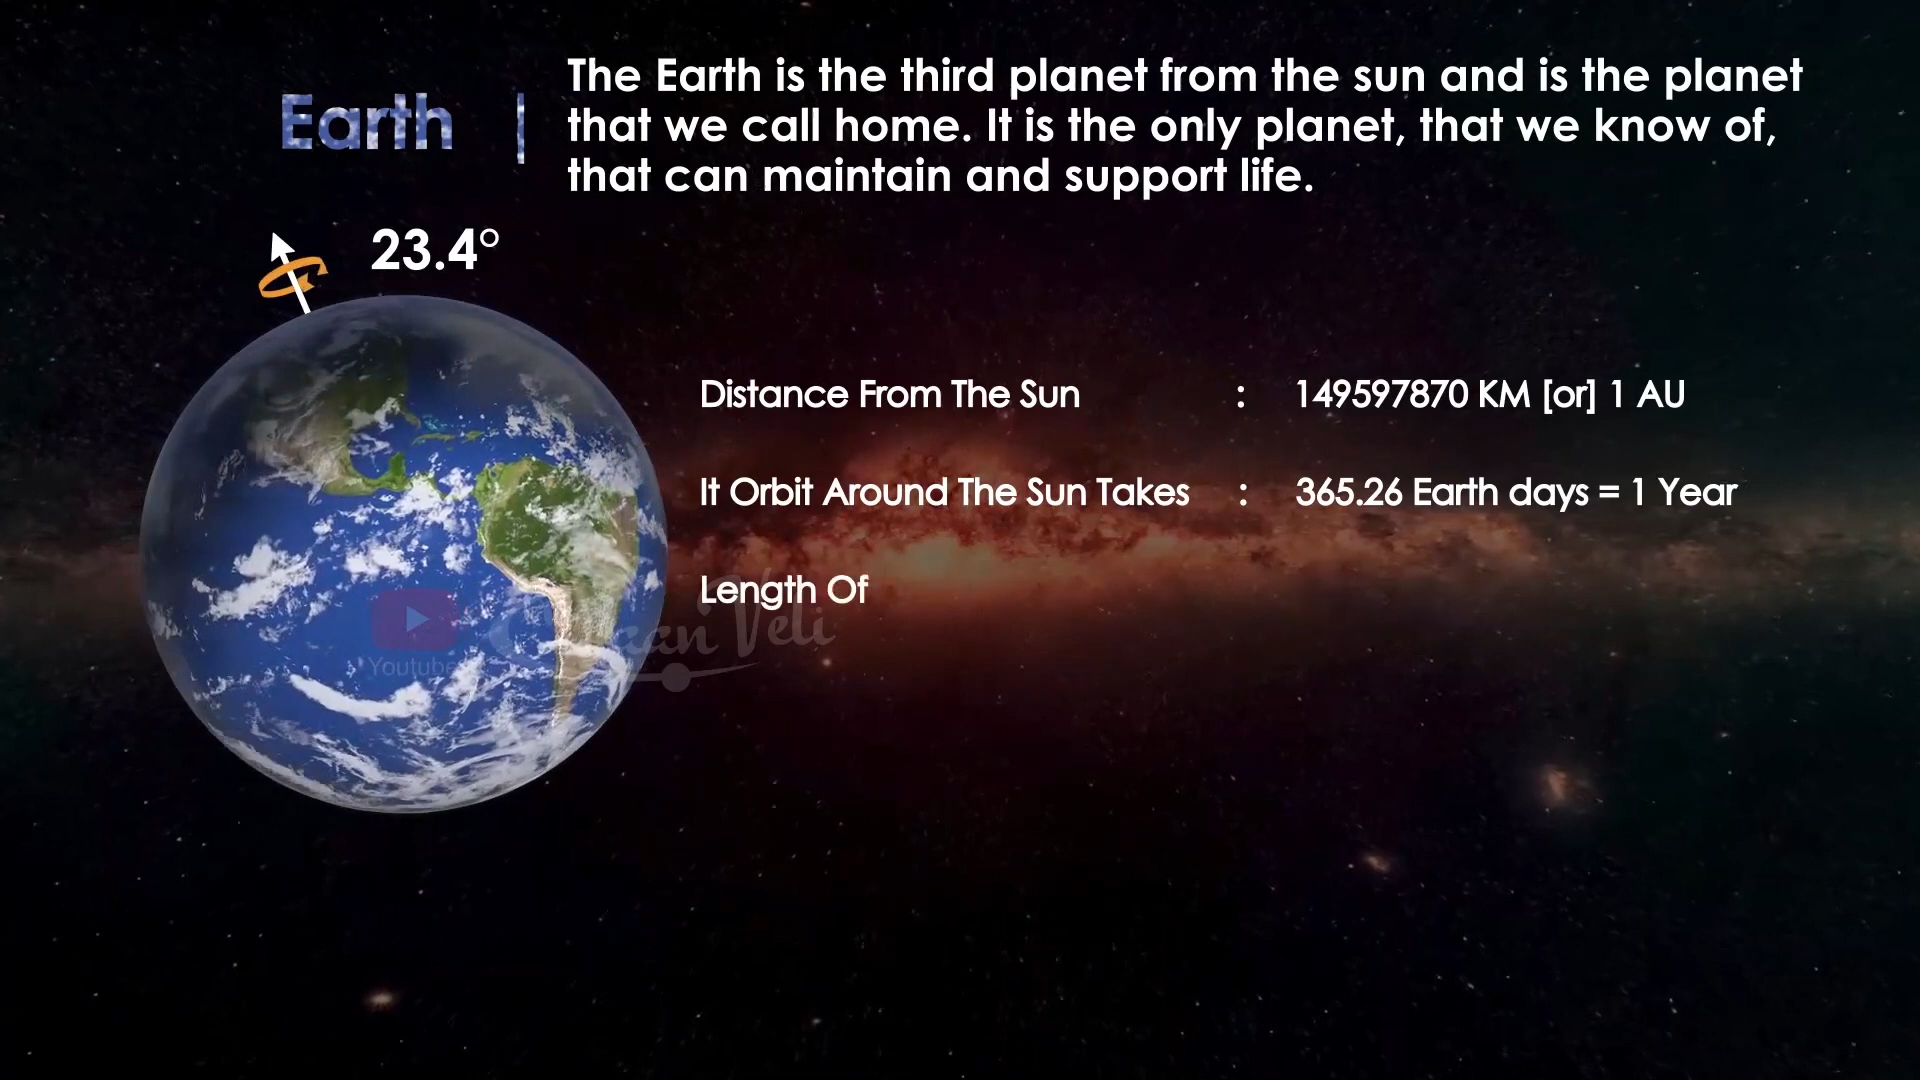 Earth
The Earth is the third planet from the sun and is the planet
that we call home. It is the only planet, that we know of,
that can maintain and support life.
23.4°
Distance From The Sun : 149597870 KM [or] 1 AU
It Orbit Around The Sun Takes : 365.26 Earth days = 1 Year
Length Of
Youtube
Veli